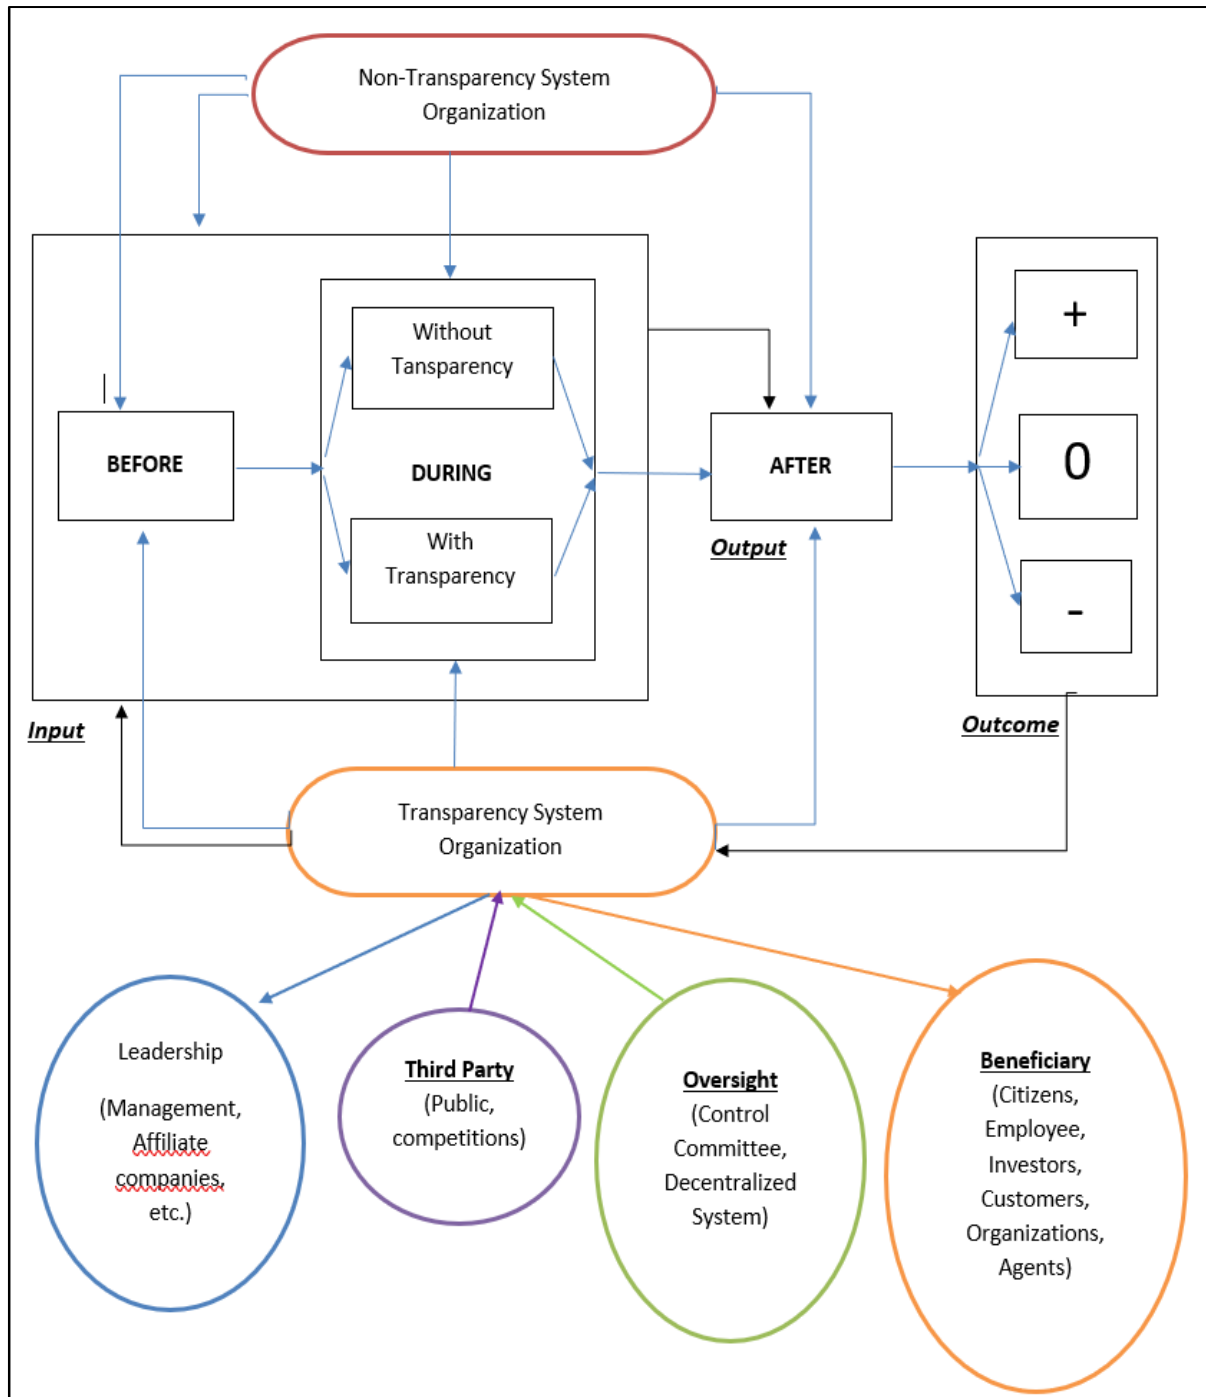 Non-Transparency System
Organization
Without
Tansparency
+
BEFORE
DURING
AFTER
0
With
Transparency
Output
-
Input
Outcome
Transparency System
Organization
Leadership
(Management,
Affiliate
companies,
etc.)
Third Party
(Public,
competitions)
Oversight
(Control
Committee,
Decentralized
System)
Beneficiary
(Citizens,
Employee,
Investors,
Customers,
Organizations,
Agents)